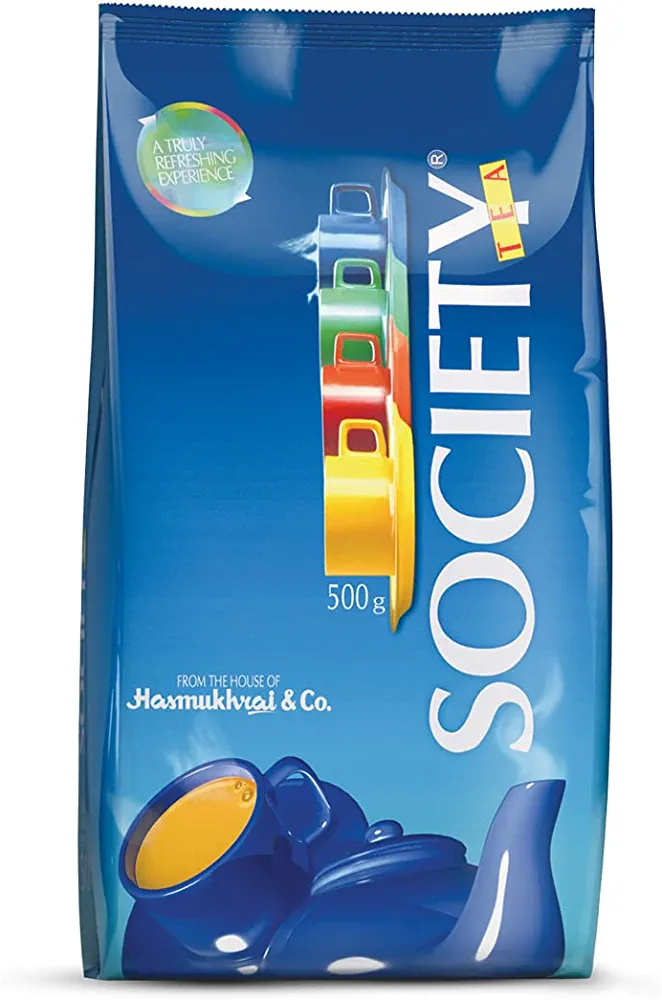 A TRULY
REFRESHING
EXPERIENCE
SOCIETY®
TEA
500 g
FROM THE HOUSE OF
Hasmukhrai & Co.